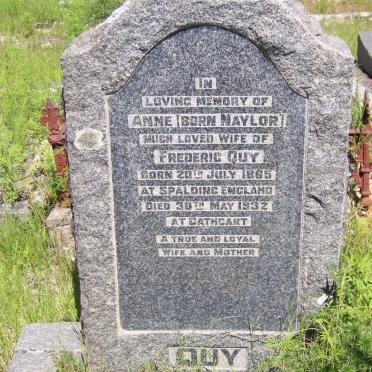 IN
LOVING MEMORY OF
ANNE (BORN NAYLOR)
MUCH LOVED WIFE OF
FREDERIC QUY
BORN 20TH JULY 1865
AT SPALDING ENGLAND
DIED 30TH MAY 1932
AT CATHCART
A TRUE AND LOYAL
WIFE AND MOTHER
QUY